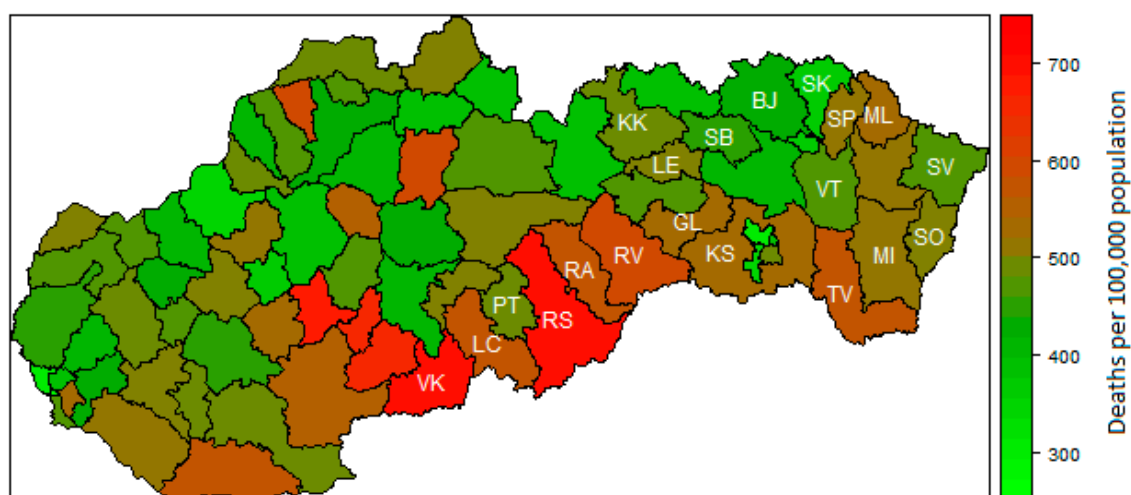 SK
BJ
SP
ML
KK
SB
LE
SV
VT
GL
SO
KS
MI
RA
RV
TV
PT
RS
LC
VK
700
600
500
400
300
Deaths per 100,000 population